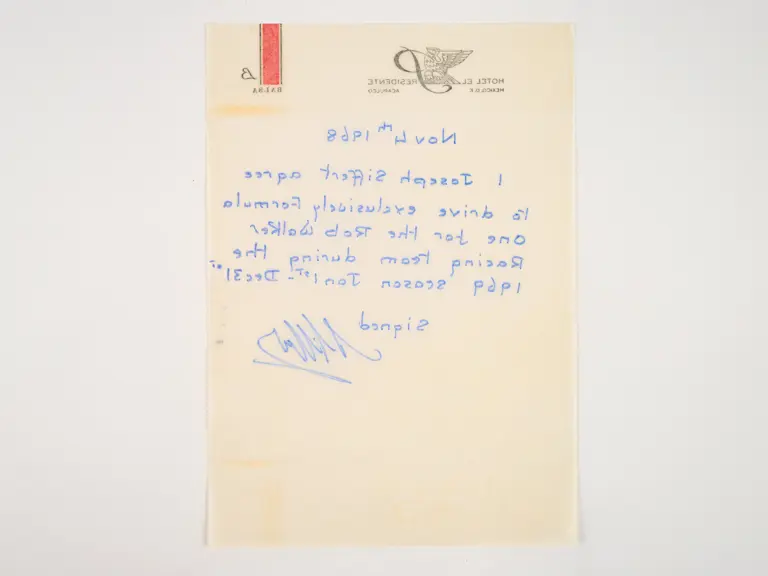 HOTEL EL PRESIDENTE
MEXICO, D.F. ACAPULCO
B
BALSA
Nov 4th 1968
I Joseph Siffert agree
to drive exclusively Formula
One for the Rob Walker
Racing team during the
1969 season Jan 1st - Dec 31st
Signed